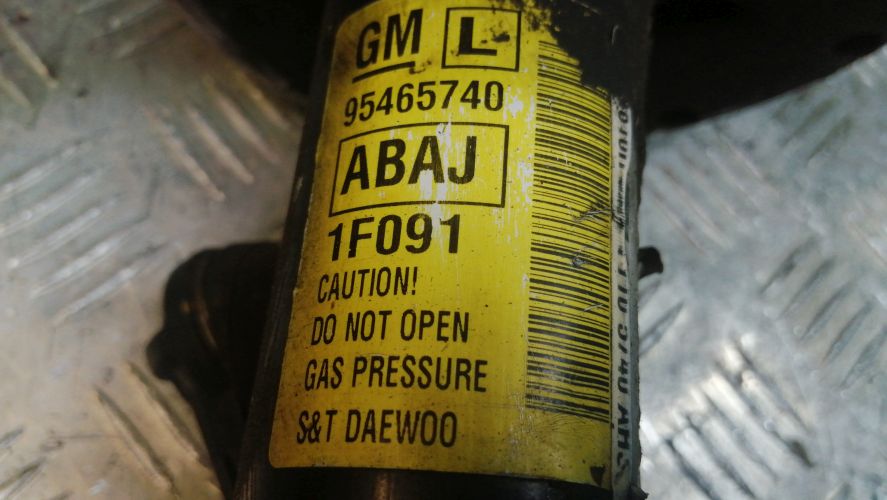 GM L
95465740
ABAJ
1F091
CAUTION!
DO NOT OPEN
GAS PRESSURE
S&T DAEWOO